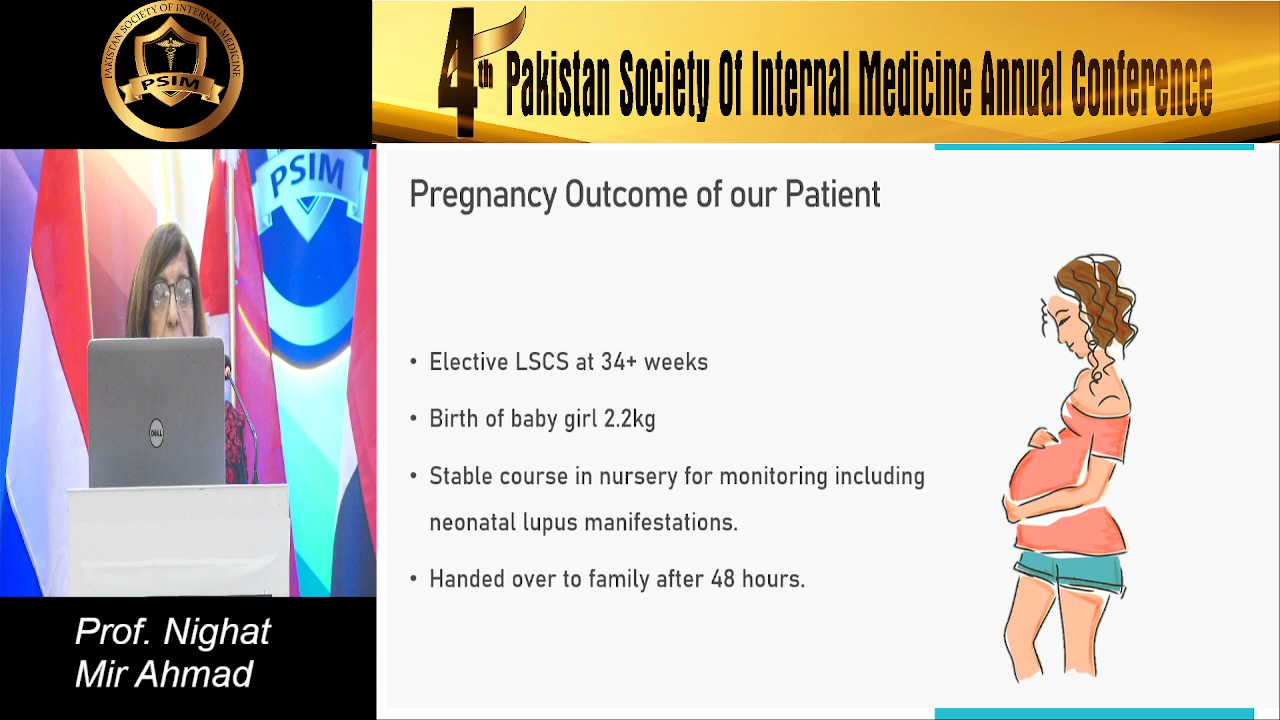 PAKISTAN SOCIETY OF INTERNAL MEDICINE
PSIM
4th Pakistan Society Of Internal Medicine Annual Conference
PSIM
DELL
Pregnancy Outcome of our Patient
• Elective LSCS at 34+ weeks
• Birth of baby girl 2.2kg
• Stable course in nursery for monitoring including
neonatal lupus manifestations.
• Handed over to family after 48 hours.
Prof. Nighat
Mir Ahmad